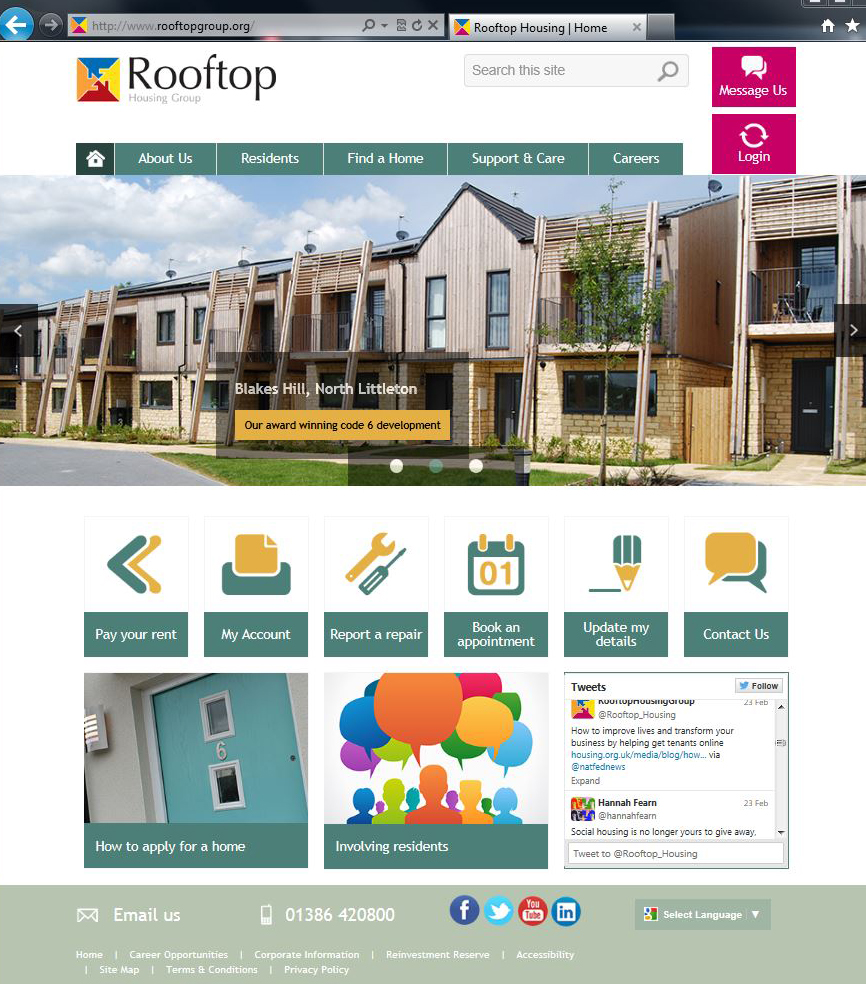 http://www.rooftopgroup.org/
Rooftop Housing | Home
Rooftop
Housing Group
Search this site
Message Us
Login
About Us
Residents
Find a Home
Support & Care
Careers
Blakes Hill, North Littleton
Our award winning code 6 development
01
Pay your rent
My Account
Report a repair
Book an
appointment
Update my
details
Contact Us
6
How to apply for a home
Involving residents
Tweets
Follow
RooftopHousingGroup
23 Feb
@Rooftop_Housing
How to improve lives and transform your
business by helping get tenants online
housing.org.uk/media/blog/how... via
@natfednews
Expand
Hannah Fearn
23 Feb
@hannahfearn
Social housing is no longer yours to give away,
Tweet to @Rooftop_Housing
Email us
01386 420800
f
You
Tube
in
Select Language ▼
Home | Career Opportunities | Corporate Information | Reinvestment Reserve | Accessibility
| Site Map | Terms & Conditions | Privacy Policy